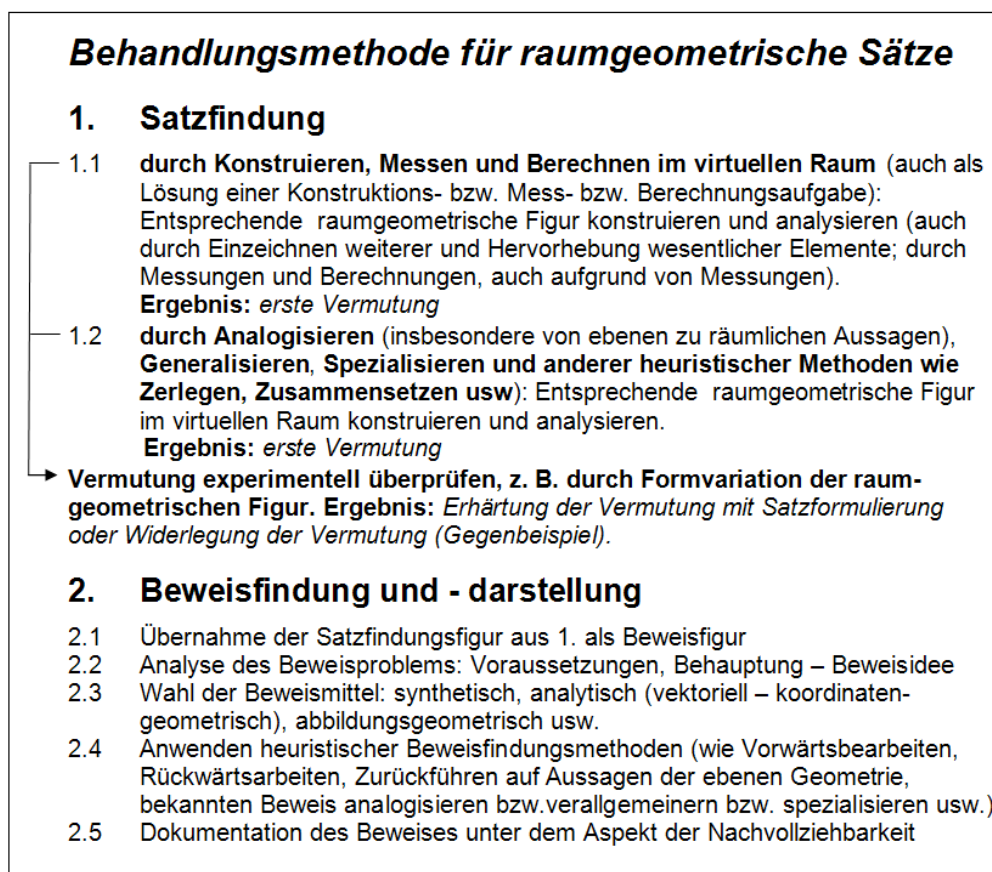 Behandlungsmethode für raumgeometrische Sätze
1. Satzfindung
1.1 durch Konstruieren, Messen und Berechnen im virtuellen Raum (auch als
Lösung einer Konstruktions- bzw. Mess- bzw. Berechnungsaufgabe):
Entsprechende raumgeometrische Figur konstruieren und analysieren (auch
durch Einzeichnen weiterer und Hervorhebung wesentlicher Elemente; durch
Messungen und Berechnungen, auch aufgrund von Messungen).
Ergebnis: erste Vermutung
1.2 durch Analogisieren (insbesondere von ebenen zu räumlichen Aussagen),
Generalisieren, Spezialisieren und anderer heuristischer Methoden wie
Zerlegen, Zusammensetzen usw): Entsprechende raumgeometrische Figur
im virtuellen Raum konstruieren und analysieren.
Ergebnis: erste Vermutung
Vermutung experimentell überprüfen, z. B. durch Formvariation der raum-
geometrischen Figur. Ergebnis: Erhärtung der Vermutung mit Satzformulierung
oder Widerlegung der Vermutung (Gegenbeispiel).
2. Beweisfindung und - darstellung
2.1 Übernahme der Satzfindungsfigur aus 1. als Beweisfigur
2.2 Analyse des Beweisproblems: Voraussetzungen, Behauptung – Beweisidee
2.3 Wahl der Beweismittel: synthetisch, analytisch (vektoriell – koordinaten-
geometrisch), abbildungsgeometrisch usw.
2.4 Anwenden heuristischer Beweisfindungsmethoden (wie Vorwärtsbearbeiten,
Rückwärtsarbeiten, Zurückführen auf Aussagen der ebenen Geometrie,
bekannten Beweis analogisieren bzw.verallgemeinern bzw. spezialisieren usw.)
2.5 Dokumentation des Beweises unter dem Aspekt der Nachvollziehbarkeit